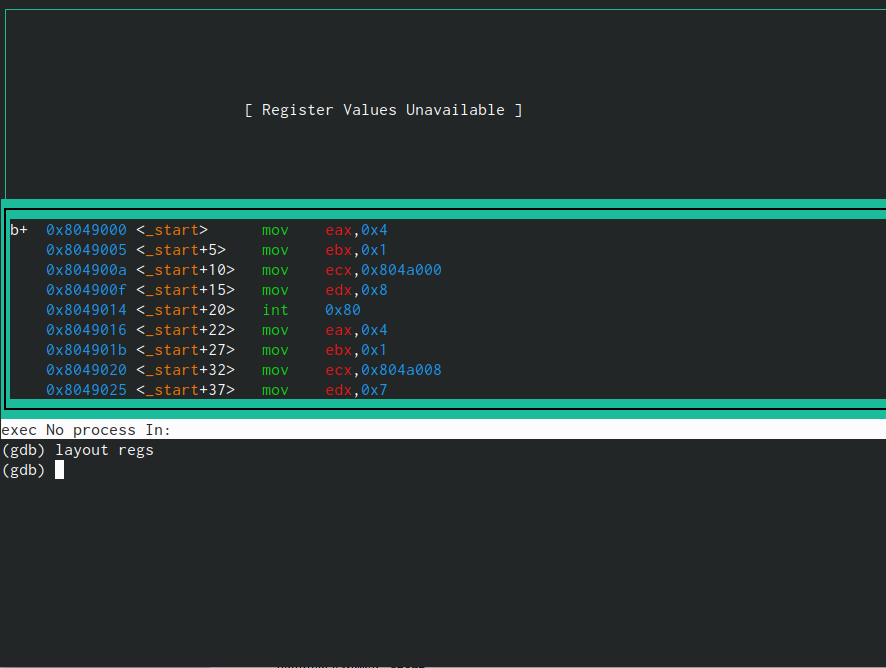 [ Register Values Unavailable ]
b+ 0x8049000 <_start> mov eax,0x4
0x8049005 <_start+5> mov ebx,0x1
0x804900a <_start+10> mov ecx,0x804a000
0x804900f <_start+15> mov edx,0x8
0x8049014 <_start+20> int 0x80
0x8049016 <_start+22> mov eax,0x4
0x804901b <_start+27> mov ebx,0x1
0x8049020 <_start+32> mov ecx,0x804a008
0x8049025 <_start+37> mov edx,0x7
exec No process In:
(gdb) layout regs
(gdb)